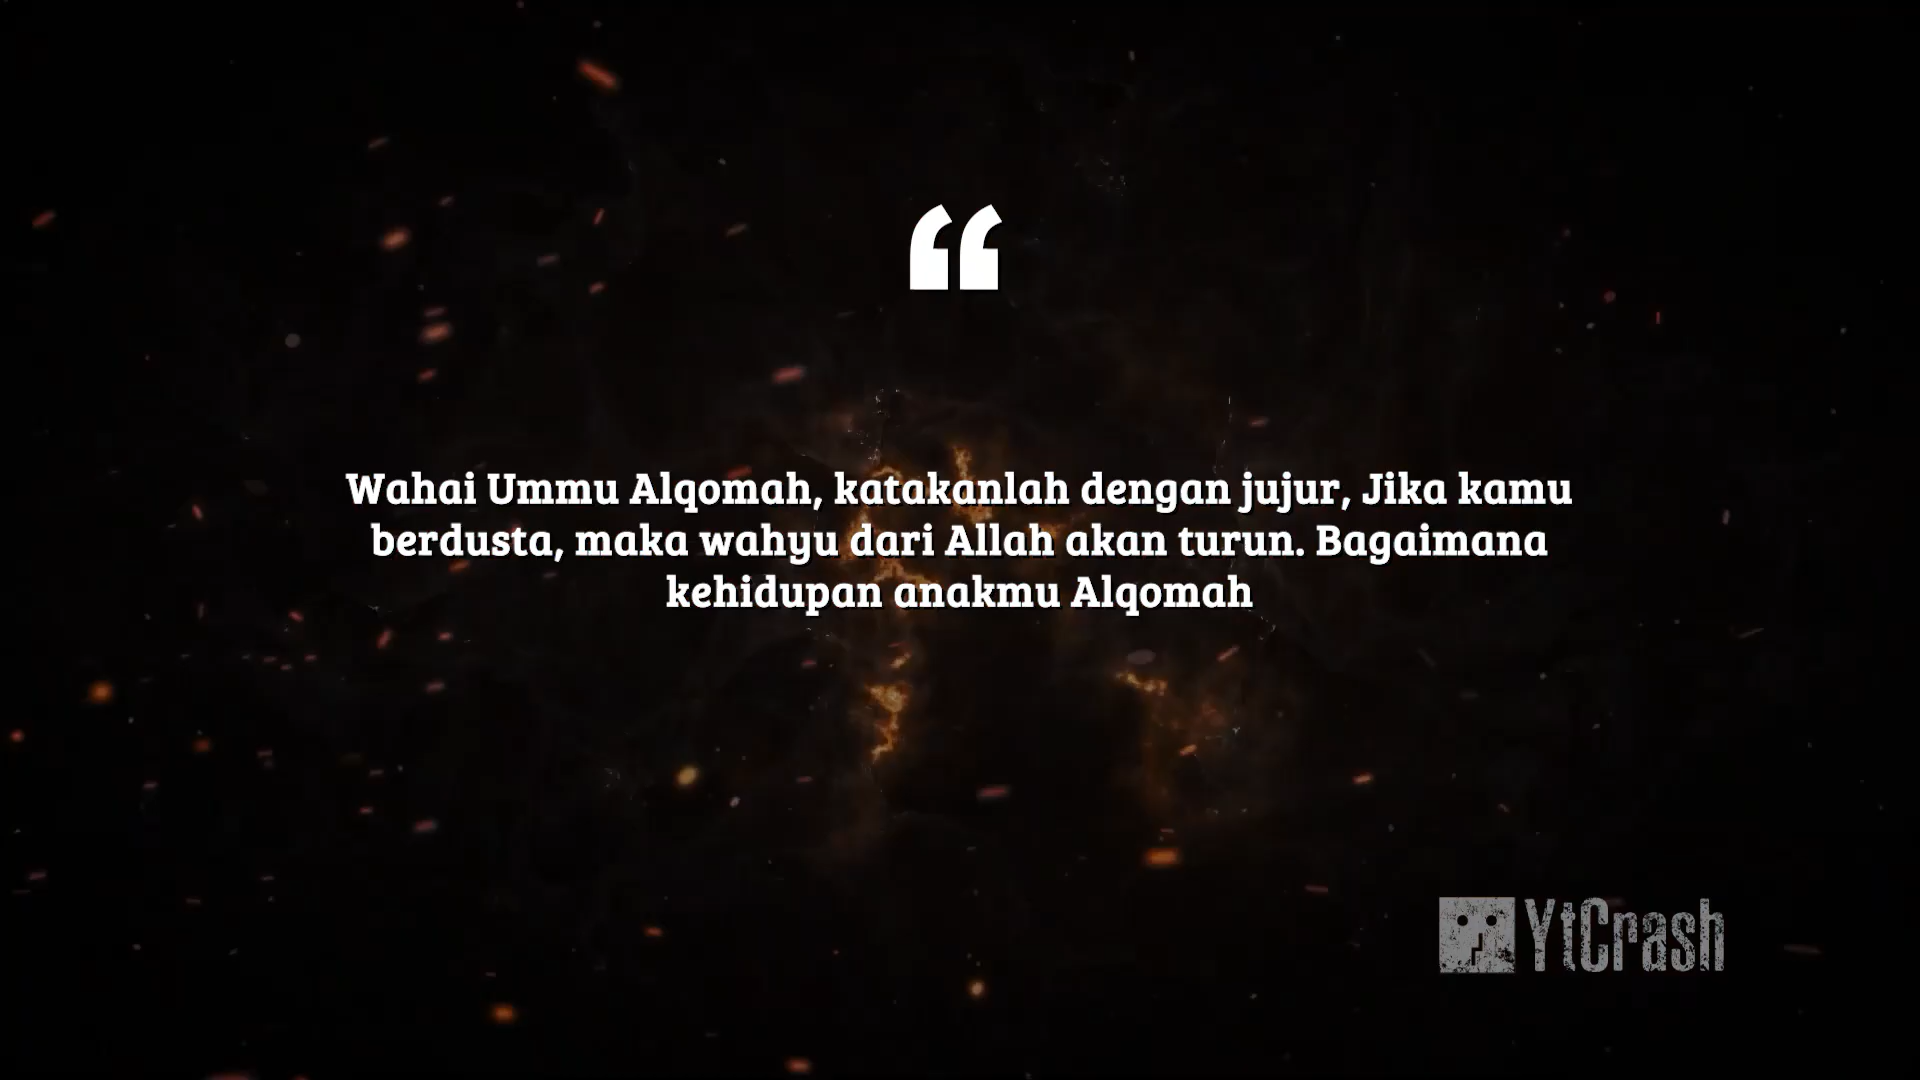 “
Wahai Ummu Alqomah, katakanlah dengan jujur, Jika kamu
berdusta, maka wahyu dari Allah akan turun. Bagaimana
kehidupan anakmu Alqomah
YtCrash